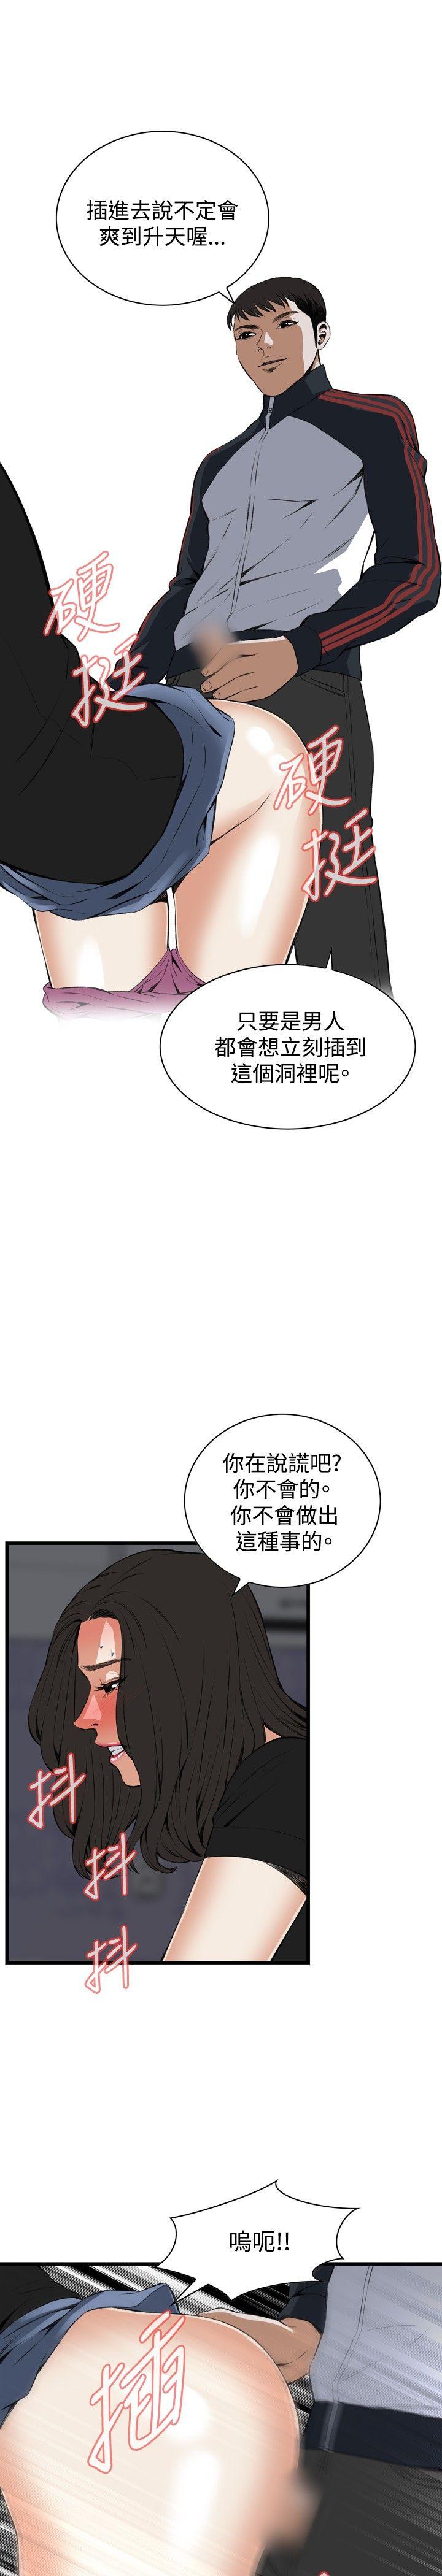 插進去說不定會
爽到升天喔...
硬
挺
硬
挺
只要是男人
都會想立刻插到
這個洞裡呢。
你在說謊吧?
你不會的。
你不會做出
這種事的。
抖
抖
抖
嗚呃!!
插